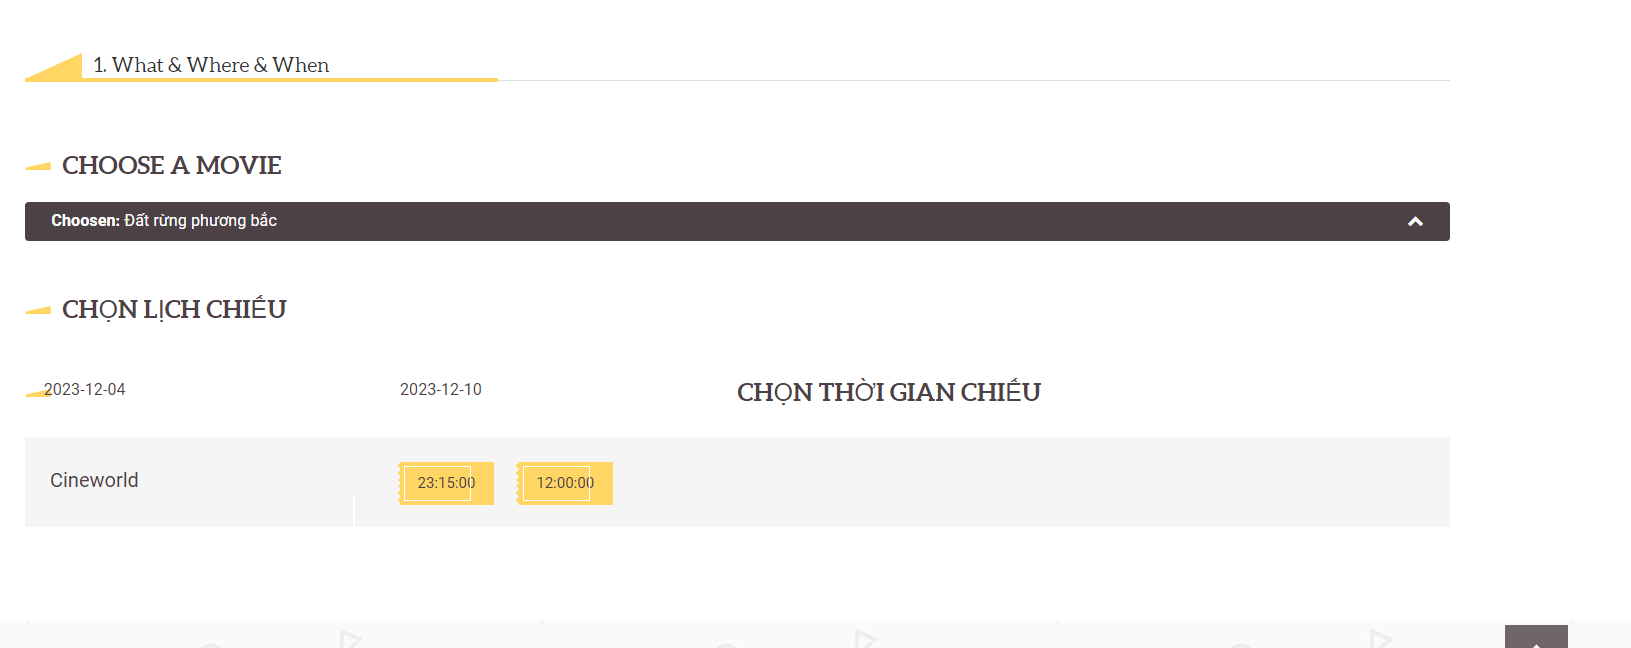 1. What & Where & When
CHOOSE A MOVIE
Choosen: Đất rừng phương bắc
CHỌN LỊCH CHIẾU
2023-12-04
2023-12-10
CHỌN THỜI GIAN CHIẾU
Cineworld
23:15:00
12:00:00